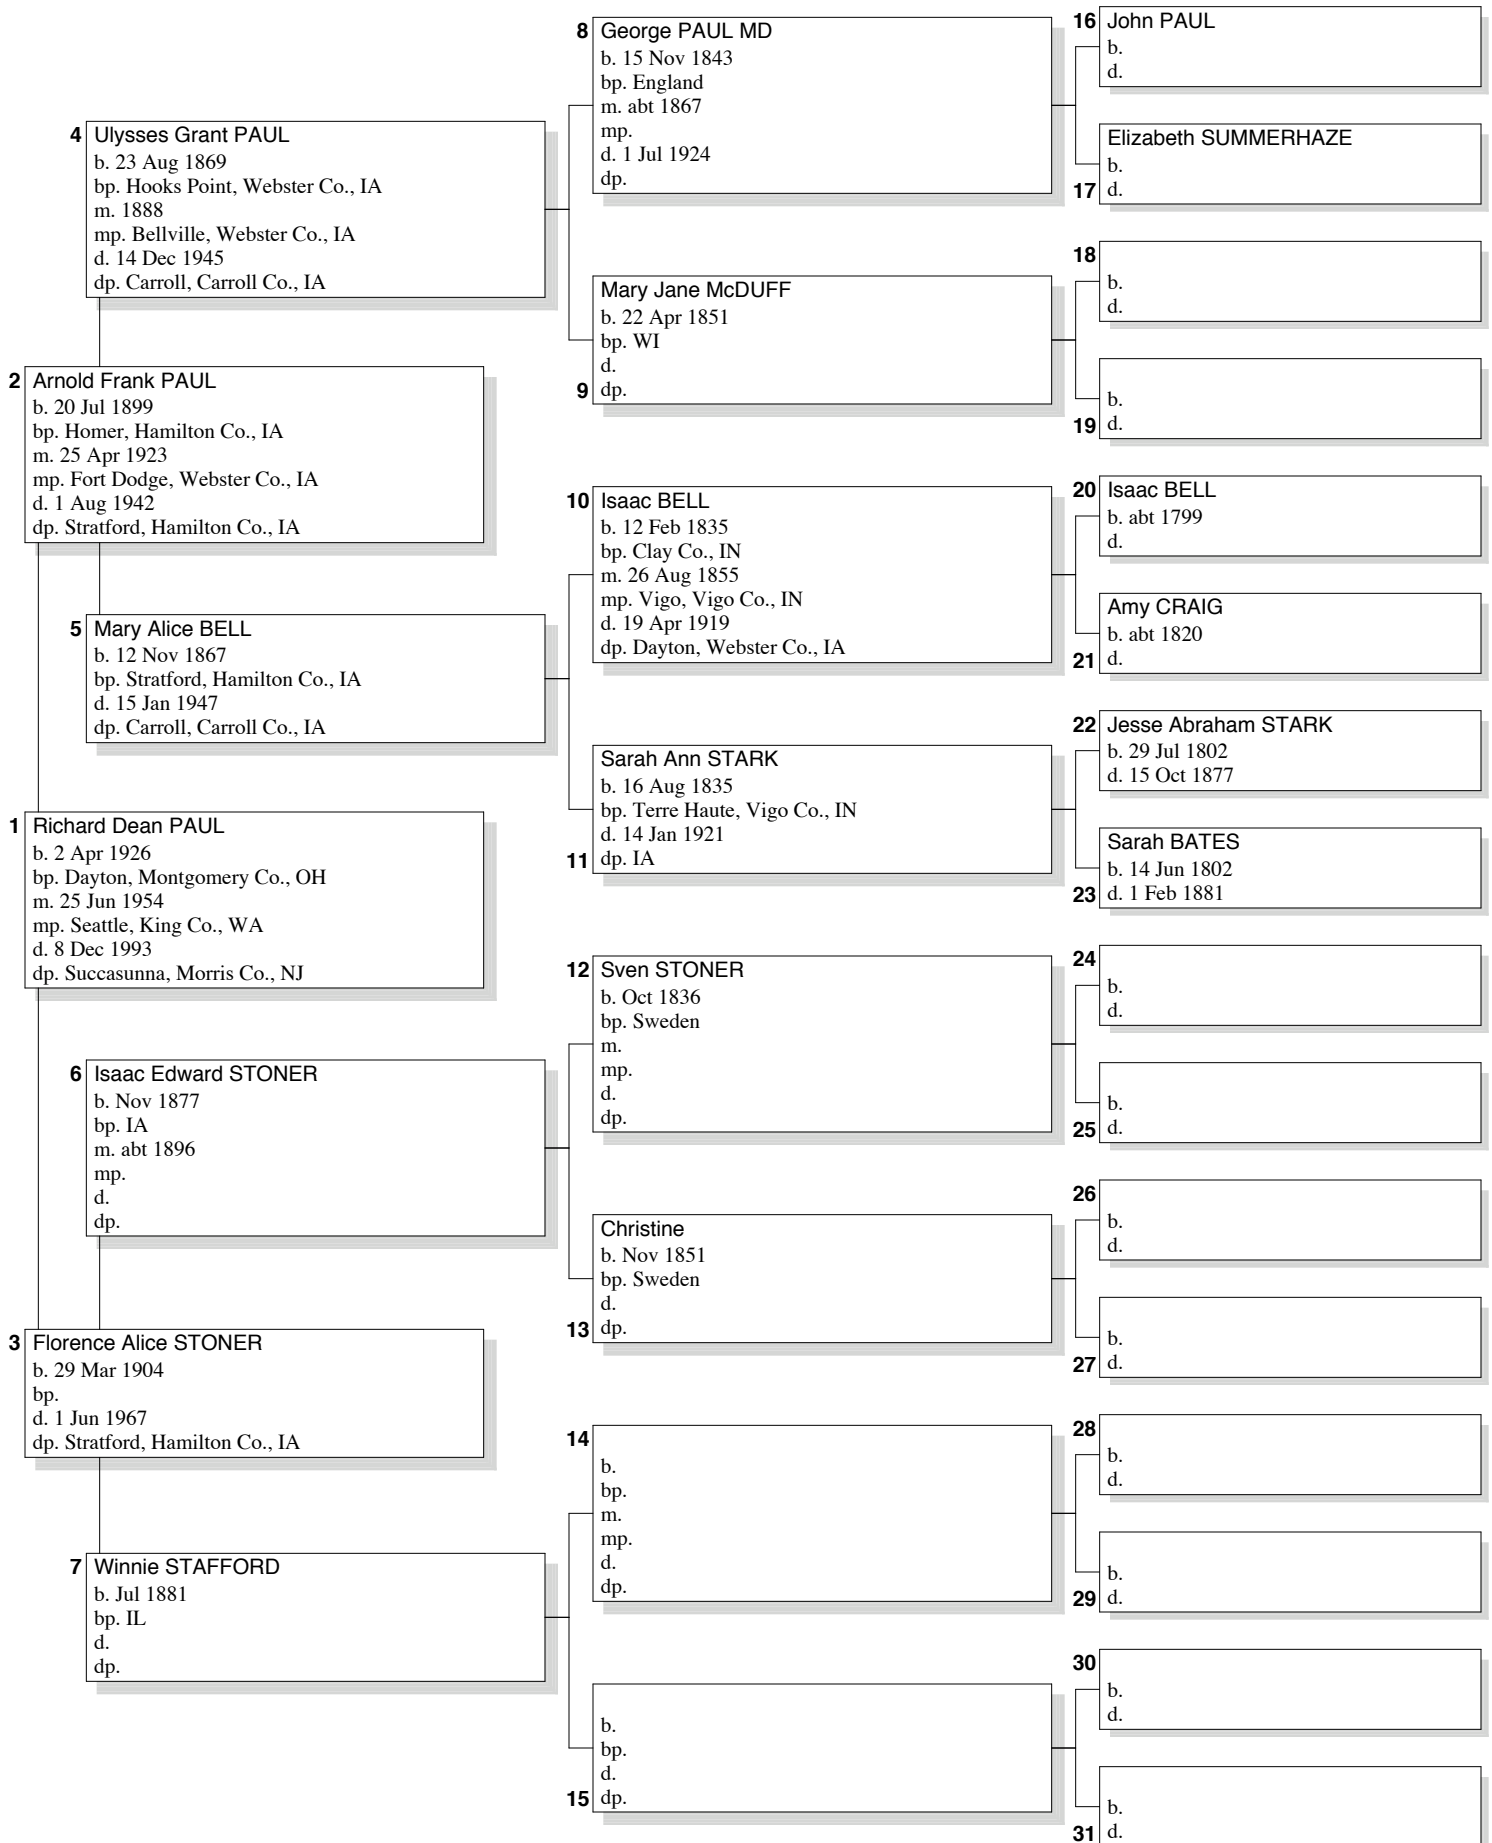 8 George PAUL MD
b. 15 Nov 1843
bp. England
m. abt 1867
mp.
d. 1 Jul 1924
dp.
16 John PAUL
b.
d.
Elizabeth SUMMERHAZE
b.
17 d.
4 Ulysses Grant PAUL
b. 23 Aug 1869
bp. Hooks Point, Webster Co., IA
m. 1888
mp. Bellville, Webster Co., IA
d. 14 Dec 1945
dp. Carroll, Carroll Co., IA
Mary Jane McDUFF
b. 22 Apr 1851
bp. WI
d.
9 dp.
18
b.
d.
b.
19 d.
2 Arnold Frank PAUL
b. 20 Jul 1899
bp. Homer, Hamilton Co., IA
m. 25 Apr 1923
mp. Fort Dodge, Webster Co., IA
d. 1 Aug 1942
dp. Stratford, Hamilton Co., IA
10 Isaac BELL
b. 12 Feb 1835
bp. Clay Co., IN
m. 26 Aug 1855
mp. Vigo, Vigo Co., IN
d. 19 Apr 1919
dp. Dayton, Webster Co., IA
20 Isaac BELL
b. abt 1799
d.
Amy CRAIG
b. abt 1820
21 d.
5 Mary Alice BELL
b. 12 Nov 1867
bp. Stratford, Hamilton Co., IA
d. 15 Jan 1947
dp. Carroll, Carroll Co., IA
Sarah Ann STARK
b. 16 Aug 1835
bp. Terre Haute, Vigo Co., IN
d. 14 Jan 1921
11 dp. IA
22 Jesse Abraham STARK
b. 29 Jul 1802
d. 15 Oct 1877
Sarah BATES
b. 14 Jun 1802
23 d. 1 Feb 1881
1 Richard Dean PAUL
b. 2 Apr 1926
bp. Dayton, Montgomery Co., OH
m. 25 Jun 1954
mp. Seattle, King Co., WA
d. 8 Dec 1993
dp. Succasunna, Morris Co., NJ
12 Sven STONER
b. Oct 1836
bp. Sweden
m.
mp.
d.
dp.
24
b.
d.
b.
25 d.
6 Isaac Edward STONER
b. Nov 1877
bp. IA
m. abt 1896
mp.
d.
dp.
Christine
b. Nov 1851
bp. Sweden
d.
13 dp.
26
b.
d.
b.
27 d.
3 Florence Alice STONER
b. 29 Mar 1904
bp.
d. 1 Jun 1967
dp. Stratford, Hamilton Co., IA
14
b.
bp.
m.
mp.
d.
dp.
28
b.
d.
b.
29 d.
7 Winnie STAFFORD
b. Jul 1881
bp. IL
d.
dp.
b.
bp.
d.
15 dp.
30
b.
d.
b.
31 d.